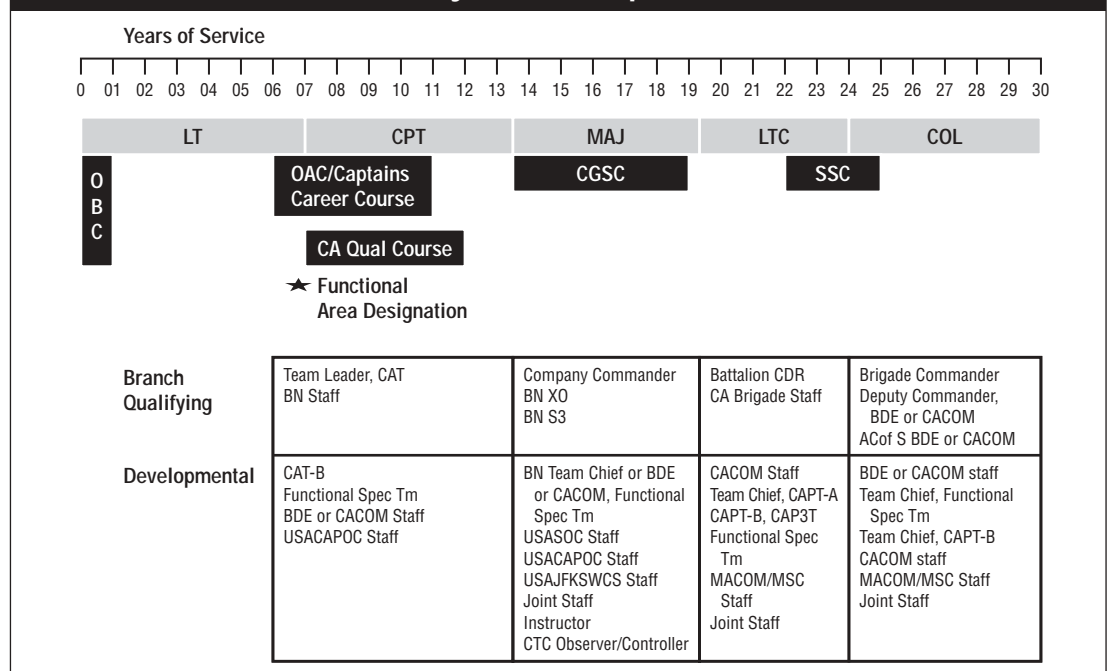 Years of Service
0 01 02 03 04 05 06 07 08 09 10 11 12 13 14 15 16 17 18 19 20 21 22 23 24 25 26 27 28 29 30
LT CPT MAJ LTC COL
O
B
C
OAC/Captains
Career Course
CGSC
SSC
CA Qual Course
Functional
Area Designation
Branch
Qualifying
Team Leader, CAT
BN Staff
Company Commander
BN XO
BN S3
Battalion CDR
CA Brigade Staff
Brigade Commander
Deputy Commander,
BDE or CACOM
ACof S BDE or CACOM
Developmental
CAT-B
Functional Spec Tm
BDE or CACOM Staff
USACAPOC Staff
BN Team Chief or BDE
or CACOM, Functional
Spec Tm
USASOC Staff
USACAPOC Staff
USAJFKSWCS Staff
Joint Staff
Instructor
CTC Observer/Controller
CACOM Staff
Team Chief, CAPT-A
CAPT-B, CAP3T
Functional Spec
Tm
MACOM/MSC
Staff
Joint Staff
BDE or CACOM staff
Team Chief, Functional
Spec Tm
Team Chief, CAPT-B
CACOM staff
MACOM/MSC Staff
Joint Staff